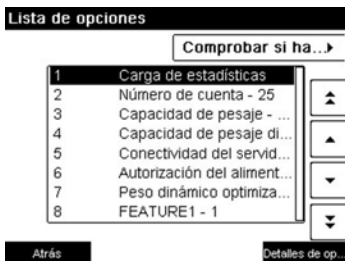 Lista de opciones
Comprobar si ha...
1 Carga de estadísticas
2 Número de cuenta - 25
3 Capacidad de pesaje - ...
4 Capacidad de pesaje di...
5 Conectividad del servid...
6 Autorización del aliment...
7 Peso dinámico optimiza...
8 FEATURE1 - 1
Atrás Detalles de op...